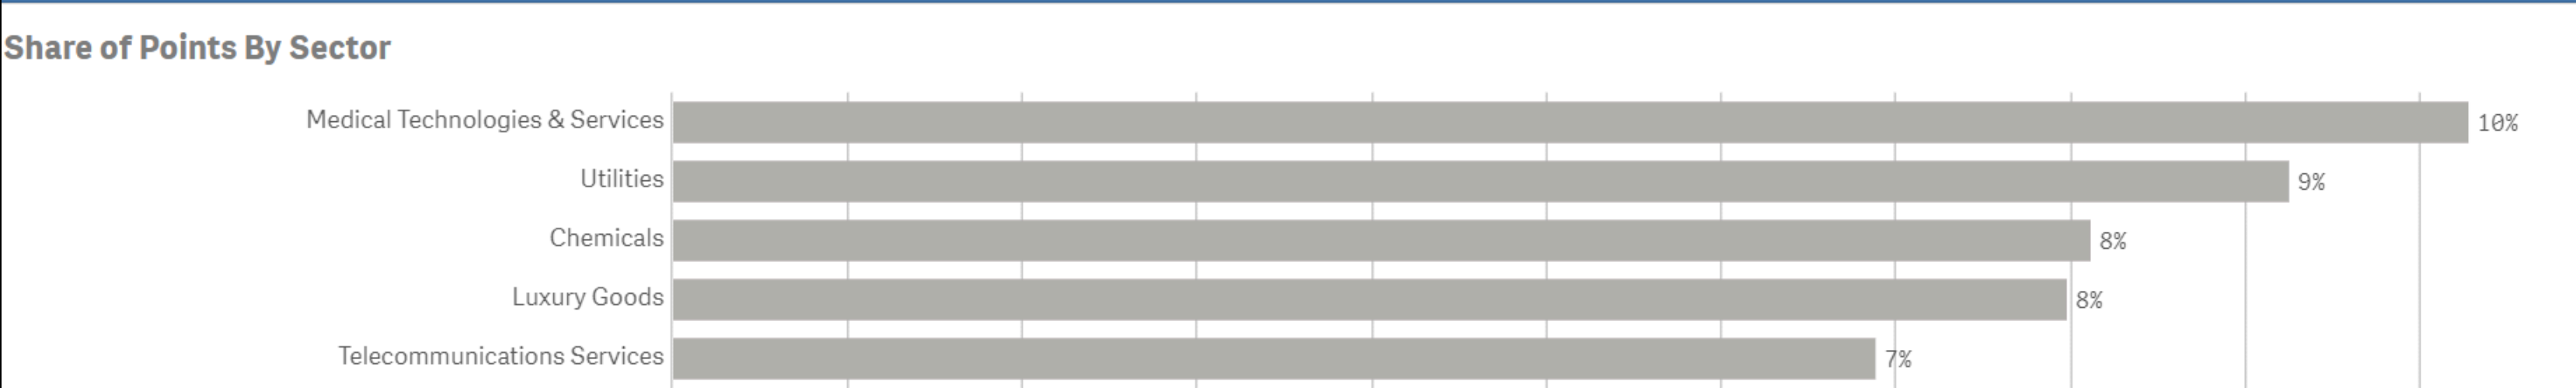 Share of Points By Sector
Medical Technologies & Services 10%
Utilities 9%
Chemicals 8%
Luxury Goods 8%
Telecommunications Services 7%